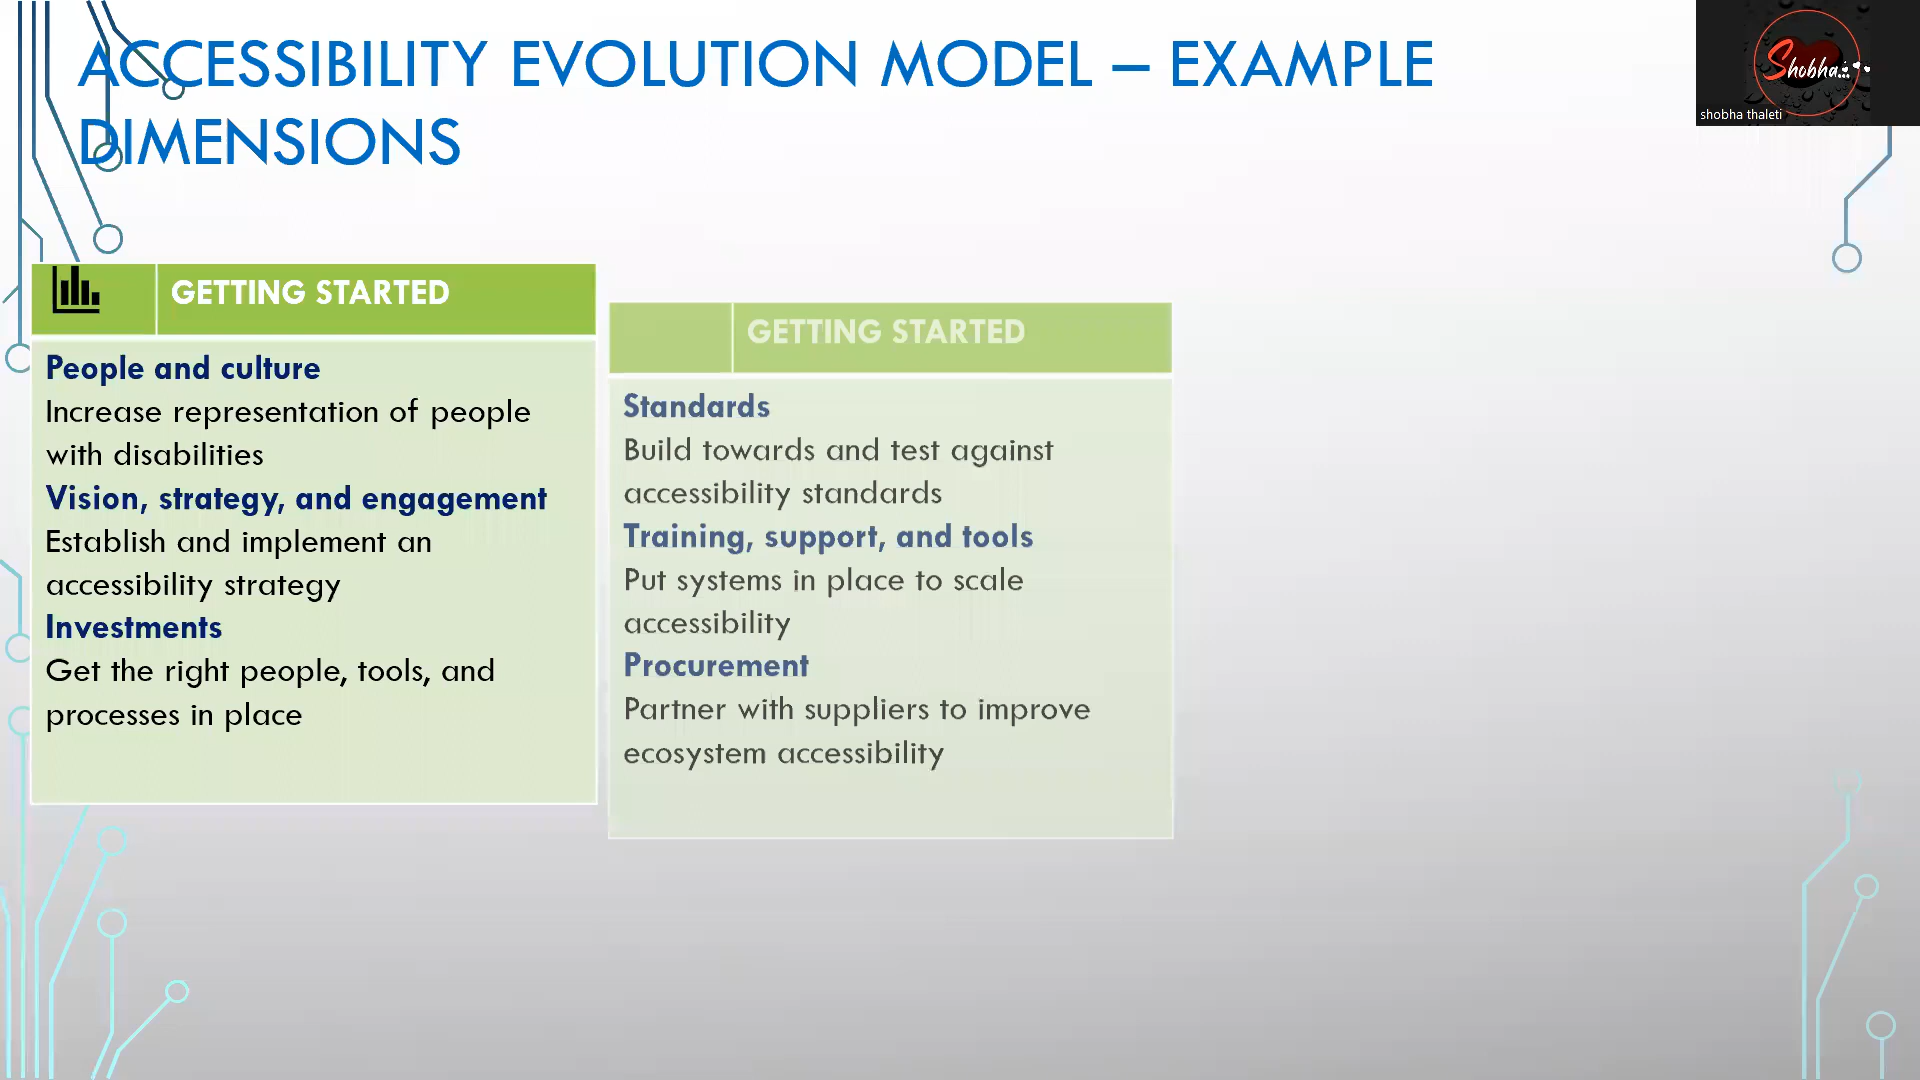 ACCESSIBILITY EVOLUTION MODEL – EXAMPLE
DIMENSIONS
Shobha...
shobha thaleti
GETTING STARTED
People and culture
Increase representation of people
with disabilities
Vision, strategy, and engagement
Establish and implement an
accessibility strategy
Investments
Get the right people, tools, and
processes in place
GETTING STARTED
Standards
Build towards and test against
accessibility standards
Training, support, and tools
Put systems in place to scale
accessibility
Procurement
Partner with suppliers to improve
ecosystem accessibility